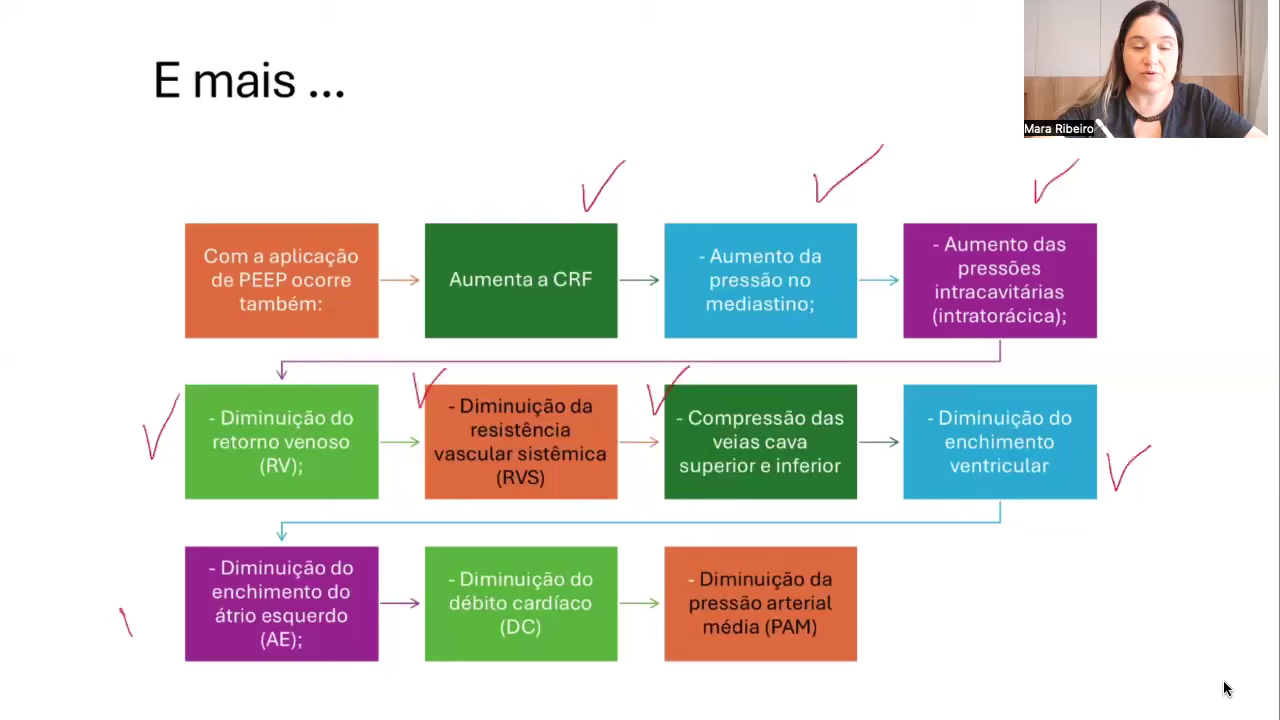 E mais ...
Mara Ribeiro
Com a aplicação
de PEEP ocorre
também:
Aumenta a CRF
- Aumento da
pressão no
mediastino;
- Aumento das
pressões
intracavitárias
(intratorácica);
- Diminuição do
retorno venoso
(RV);
- Diminuição da
resistência
vascular sistêmica
(RVS)
- Compressão das
veias cava
superior e inferior
- Diminuição do
enchimento
ventricular
- Diminuição do
enchimento do
átrio esquerdo
(AE);
- Diminuição do
débito cardíaco
(DC)
- Diminuição da
pressão arterial
média (PAM)